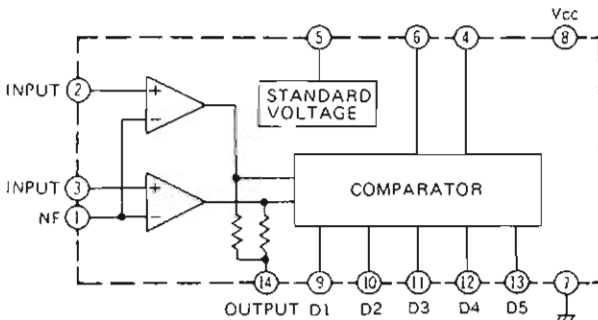 Vcc
5
6
4
8
INPUT 2
STANDARD
VOLTAGE
+
−
INPUT 3
+
COMPARATOR
NF 1
−
14
9
10
11
12
13
7
OUTPUT D1 D2 D3 D4 D5